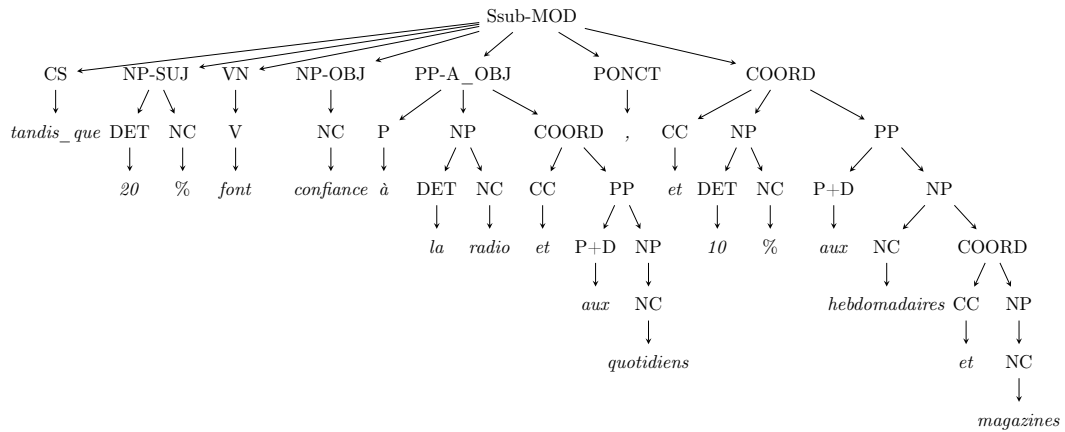 Ssub-MOD
CS NP-SUJ VN NP-OBJ PP-A_OBJ PONCT COORD
tandis_que DET NC V NC P NP COORD , CC NP PP
20 % font confiance à DET NC CC PP et DET NC P+D NP
la radio et P+D NP 10 % aux NC COORD
aux NC hebdomadaires CC NP
quotidiens et NC
magazines